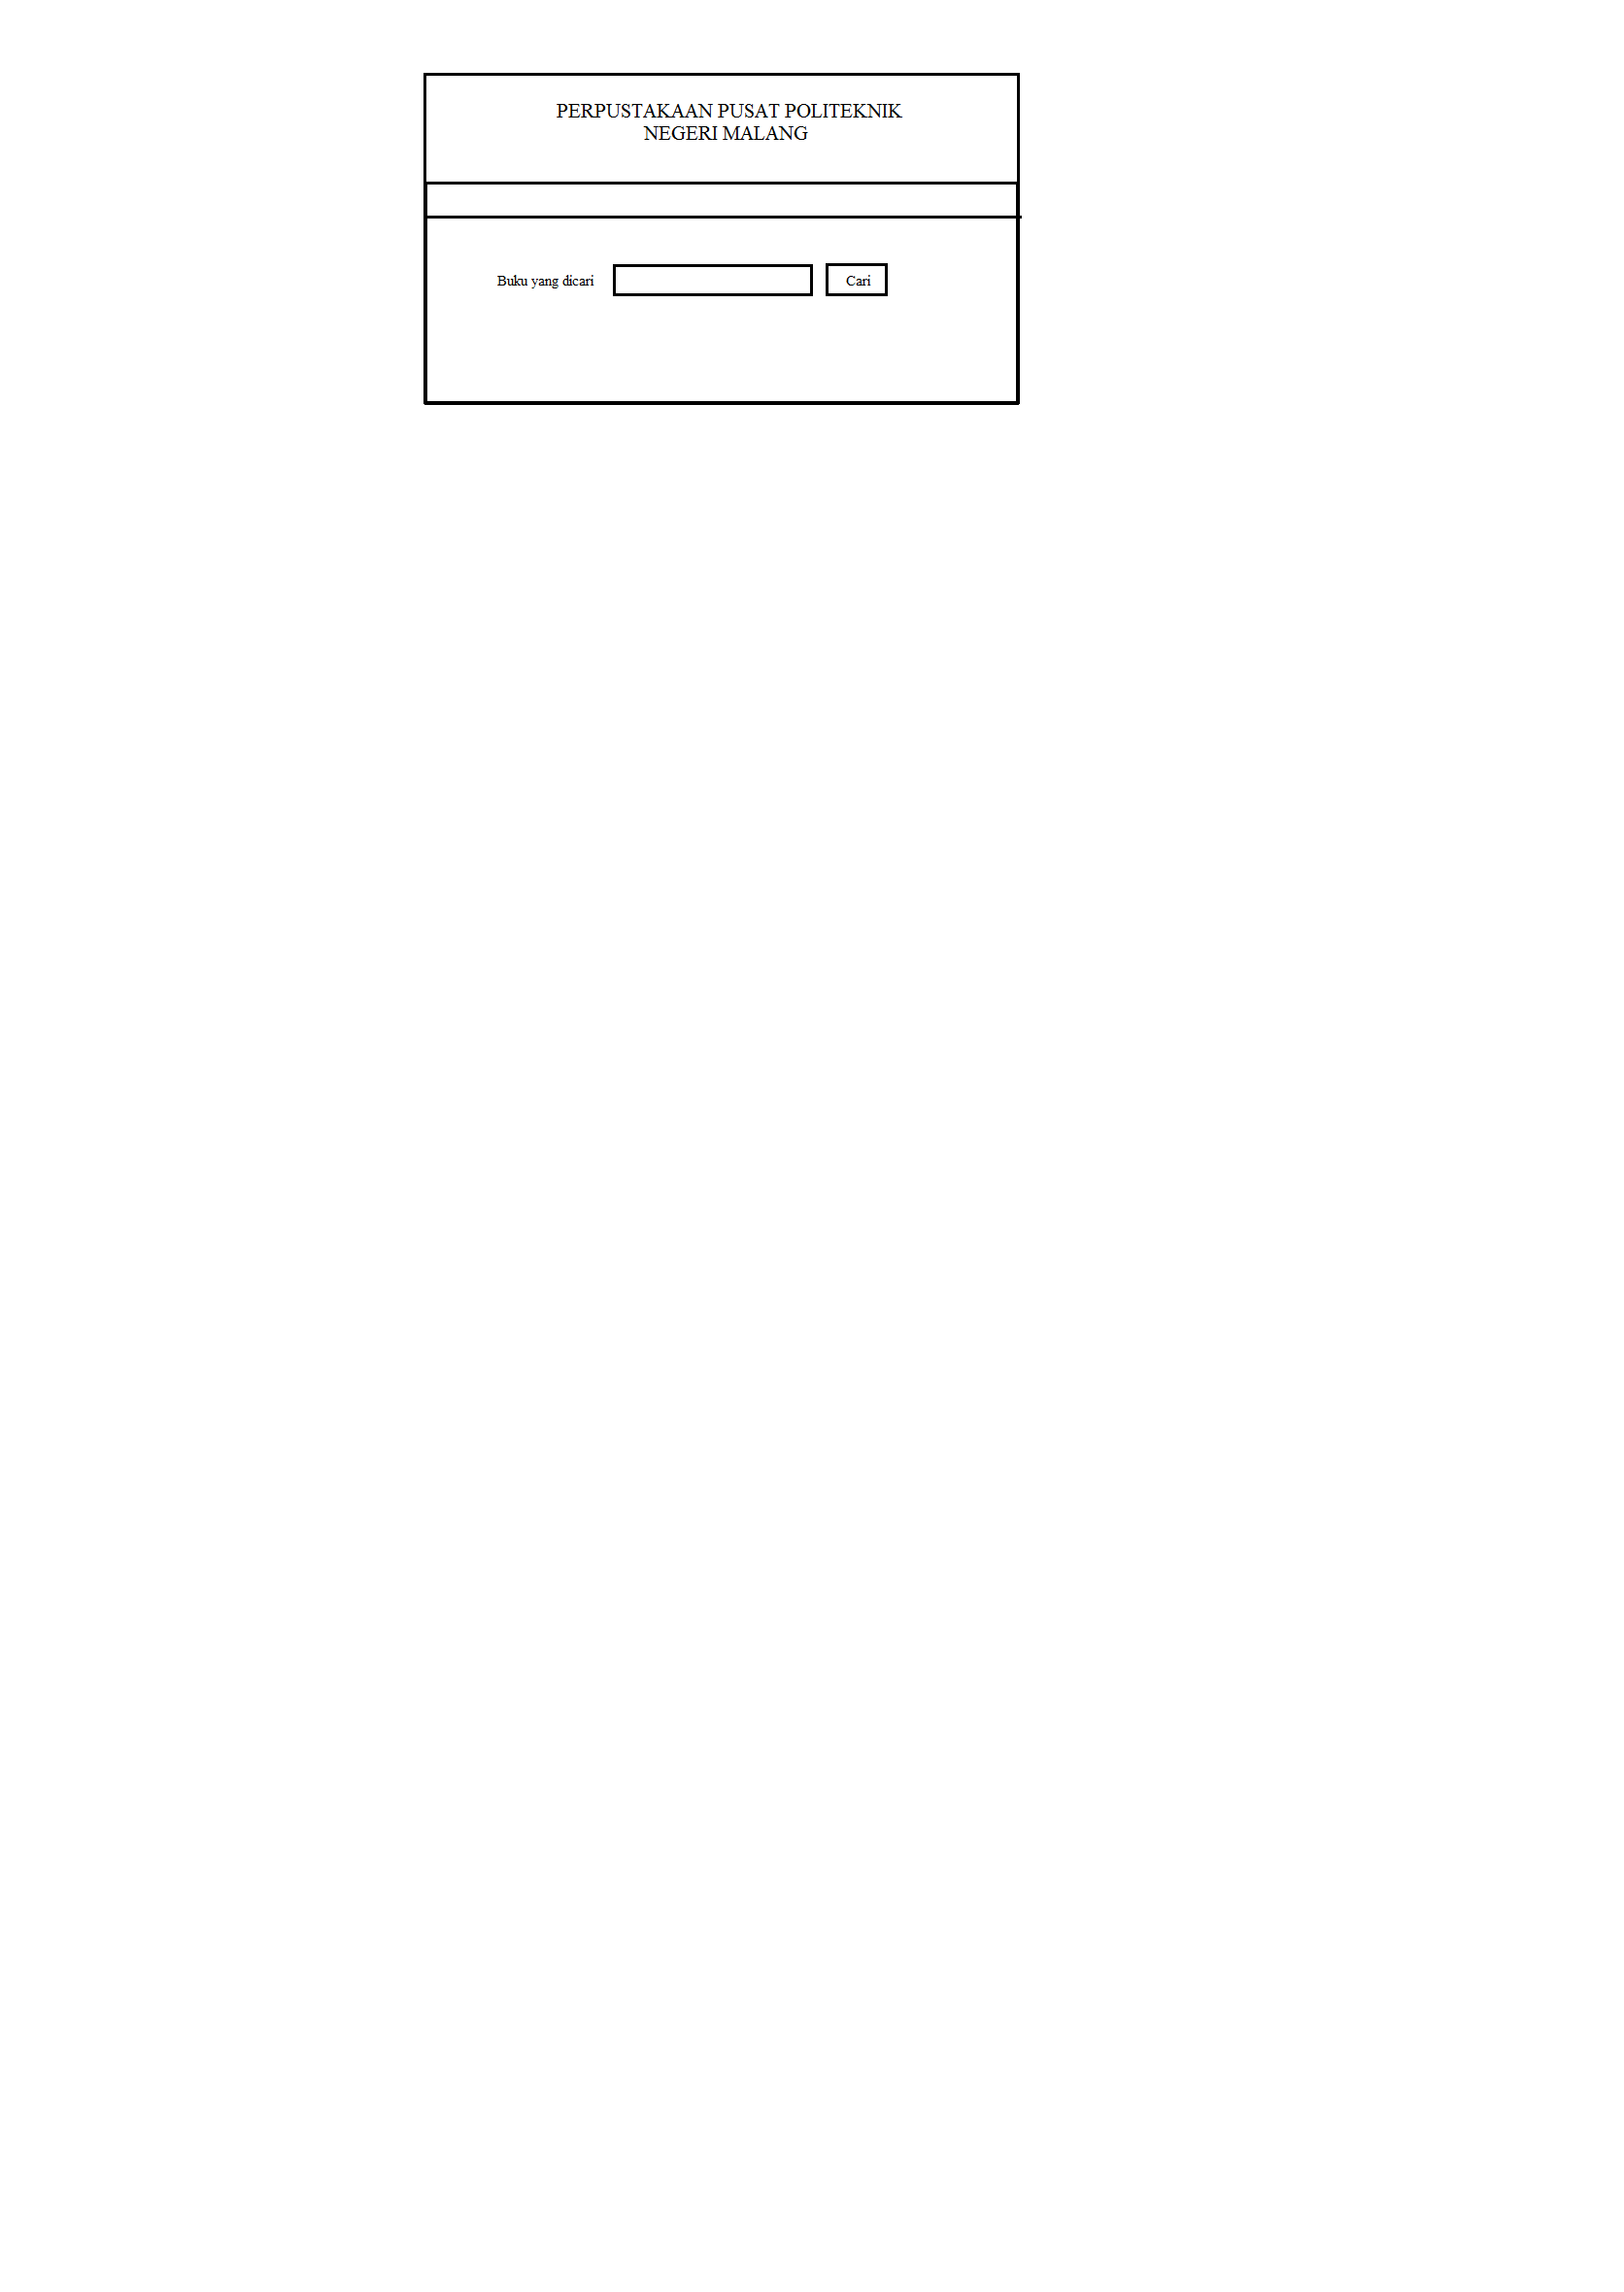 PERPUSTAKAAN PUSAT POLITEKNIK
NEGERI MALANG
Buku yang dicari
Cari